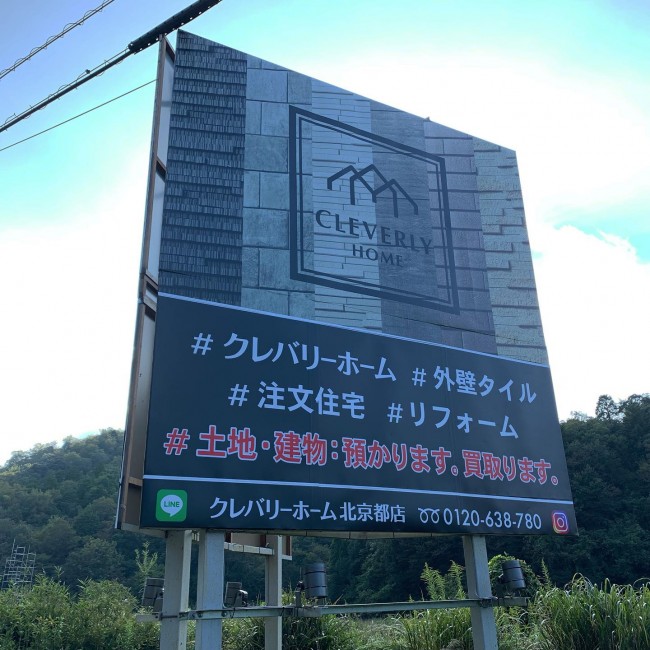 CLEVERLY
HOME
# クレバリーホーム # 外壁タイル
# 注文住宅 # リフォーム
# 土地・建物：預かります。買取ります。
LINE クレバリーホーム 北京都店 0120-638-780